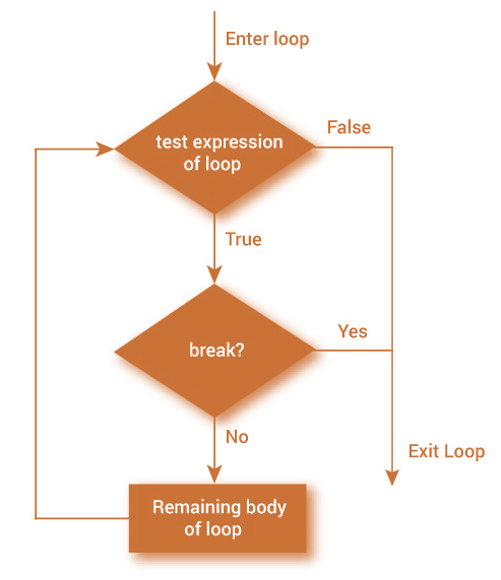 Enter loop
test expression
of loop
False
True
break?
Yes
No
Exit Loop
Remaining body
of loop